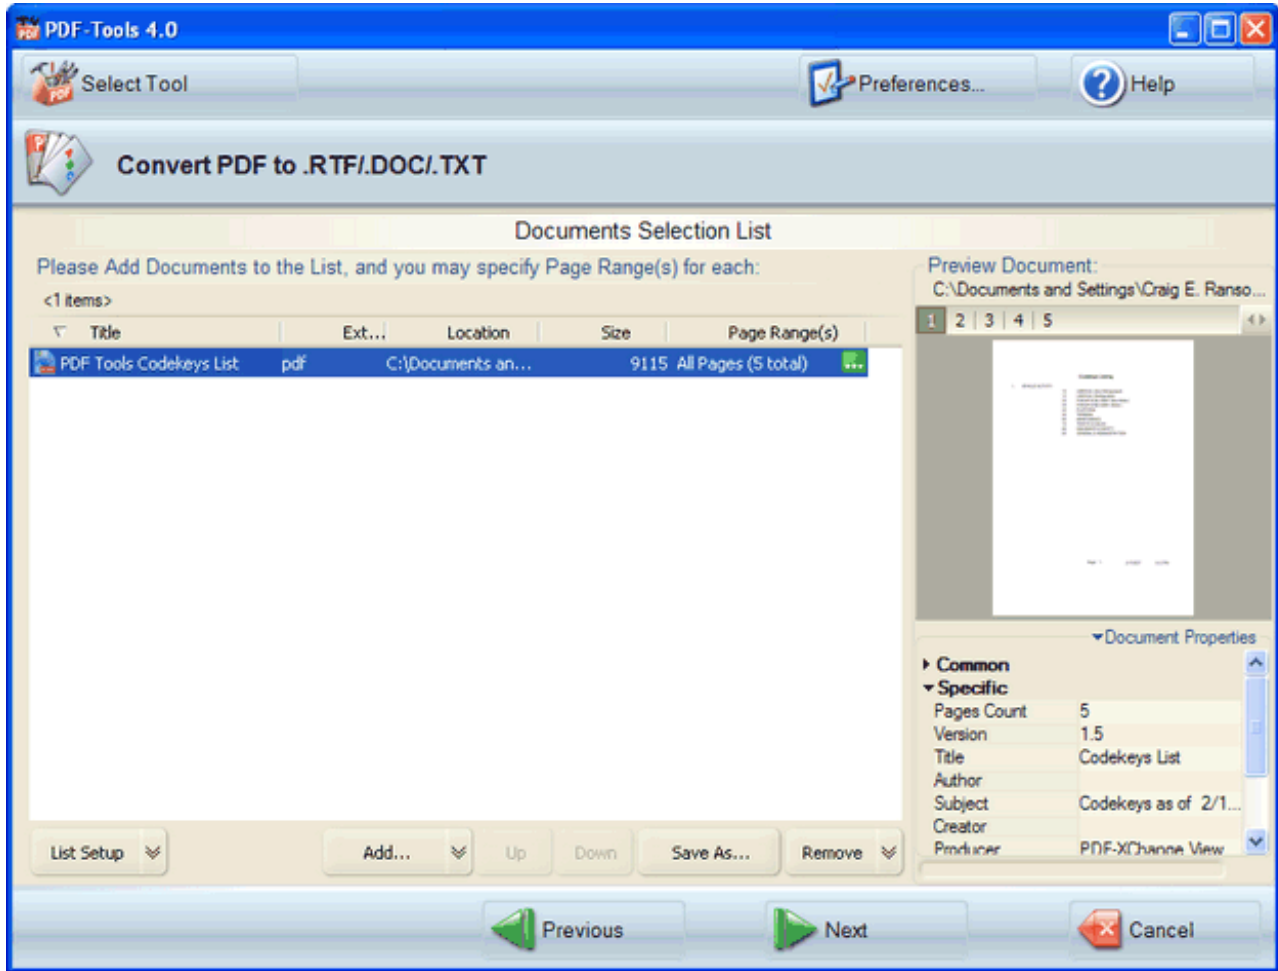 PDF-Tools 4.0
Select Tool
Preferences...
Help
Convert PDF to .RTF/.DOC/.TXT
Documents Selection List
Please Add Documents to the List, and you may specify Page Range(s) for each:
<1 items>
Title Ext... Location Size Page Range(s)
PDF Tools Codekeys List pdf C:\Documents an... 9115 All Pages (5 total)
List Setup
Add...
Up
Down
Save As...
Remove
Preview Document:
C:\Documents and Settings\Craig E. Ranso...
1 2 3 4 5
Document Properties
Common
Specific
Pages Count 5
Version 1.5
Title Codekeys List
Author
Subject Codekeys as of 2/1...
Creator
Producer PDF-XChange View
Previous
Next
Cancel